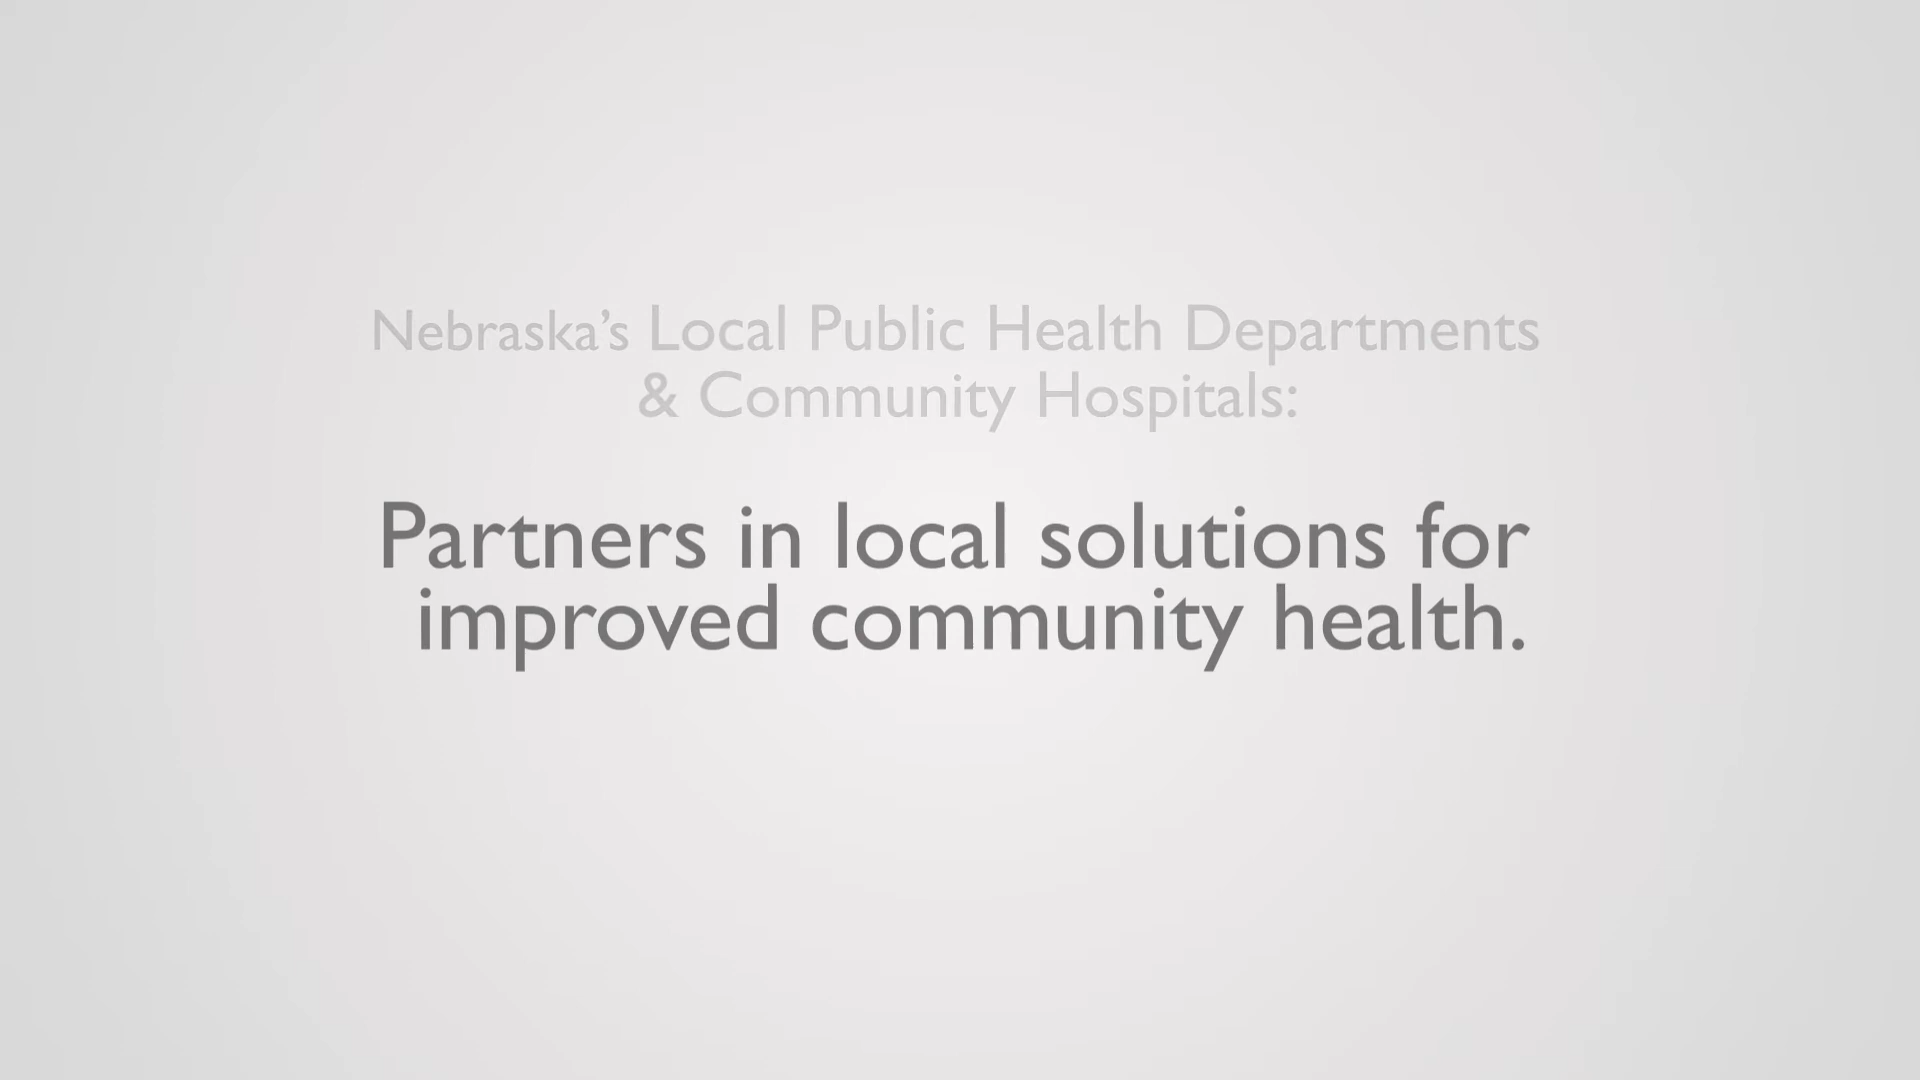 Nebraska’s Local Public Health Departments
& Community Hospitals:
Partners in local solutions for
improved community health.